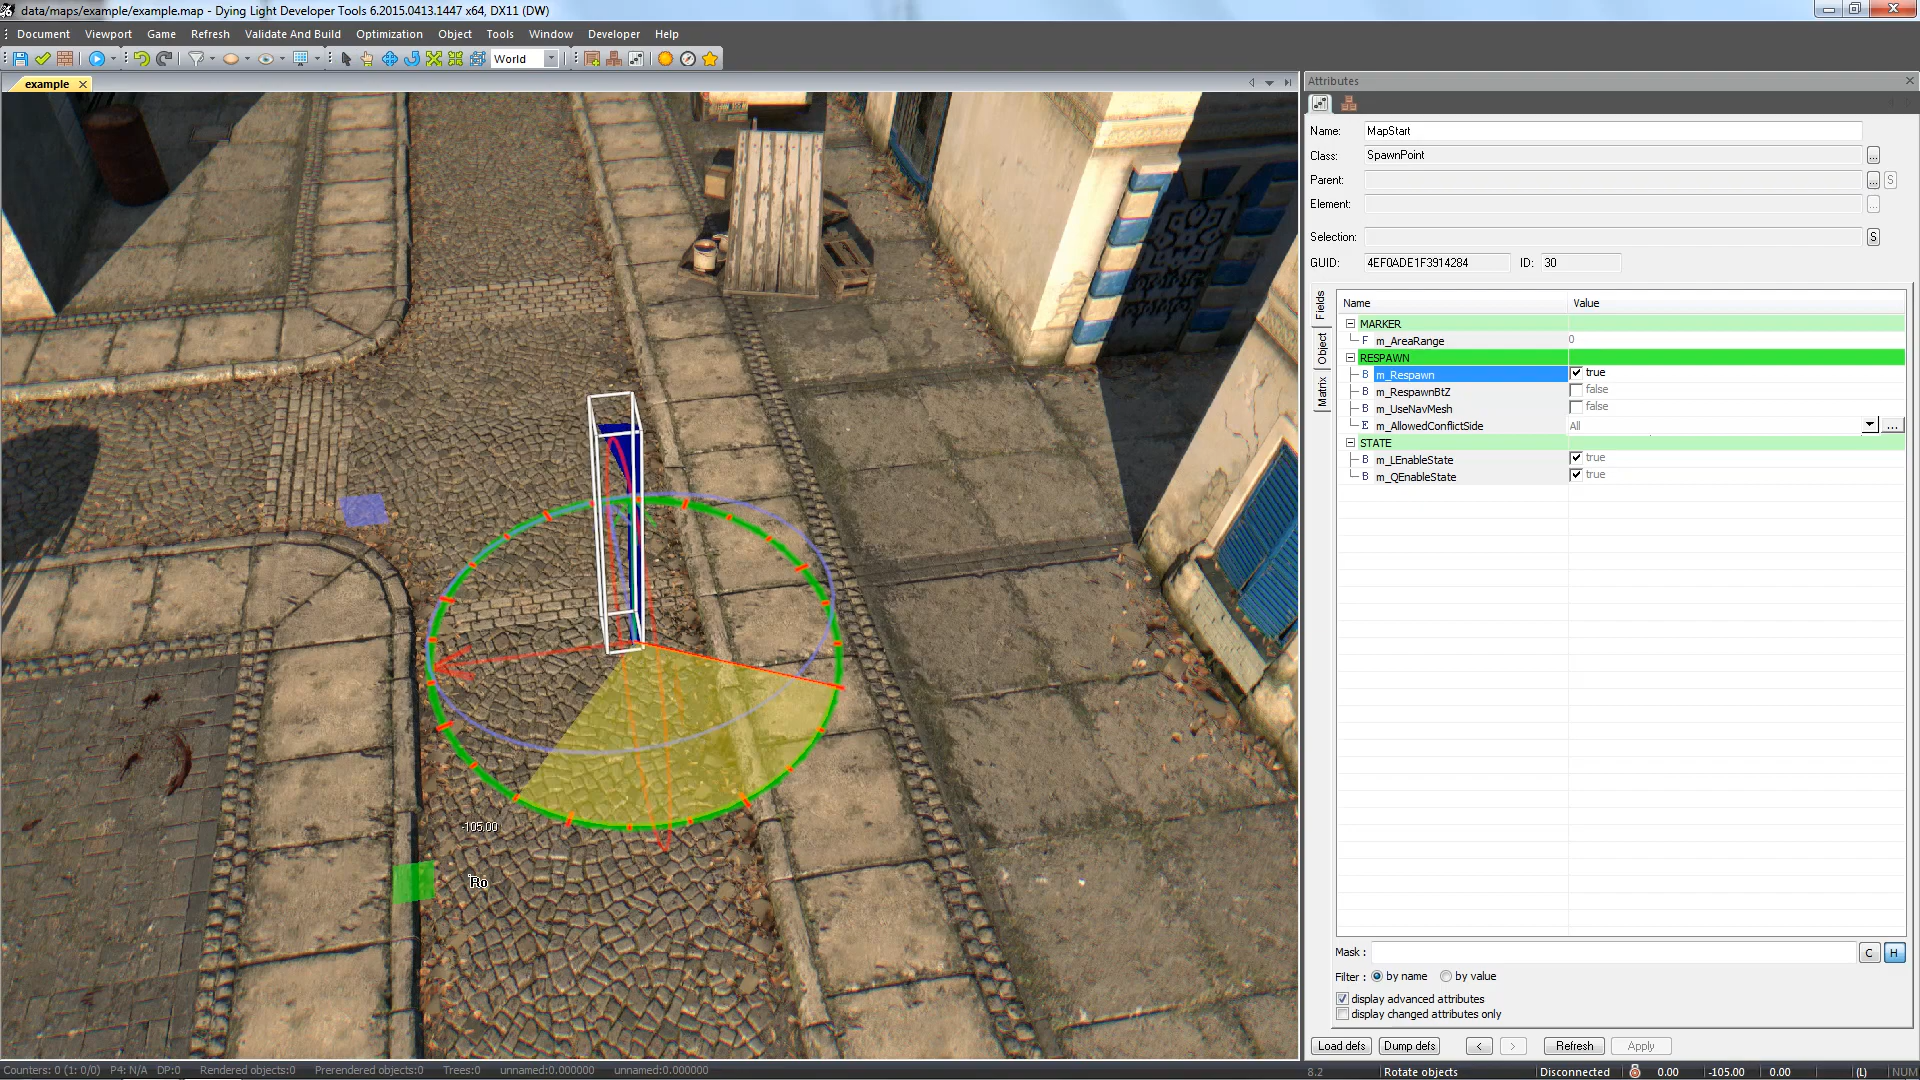 data/maps/example/example.map - Dying Light Developer Tools 6.2015.0413.1447 x64, DX11 (DW)
Document Viewport Game Refresh Validate And Build Optimization Object Tools Window Developer Help
World
example
Attributes
Name: MapStart
Class: SpawnPoint ...
Parent: ... S
Element: ...
Selection: S
GUID: 4EF0ADE1F3914284 ID: 30
Fields
Object
Matrix
Name Value
MARKER
F m_AreaRange 0
RESPAWN
B m_Respawn true
B m_RespawnBtZ false
B m_UseNavMesh false
E m_AllowedConflictSide All ...
STATE
B m_LEnableState true
B m_QEnableState true
-105.00
Ro
Mask : C H
Filter : by name by value
display advanced attributes
display changed attributes only
Load defs Dump defs < > Refresh Apply
Counters: 0 (1: 0/0) P4: N/A DP:0 Rendered objects:0 Prerendered objects:0 Trees:0 unnamed:0.000000 unnamed:0.000000 8.2 Rotate objects Disconnected 0.00 -105.00 0.00 (L) NUM